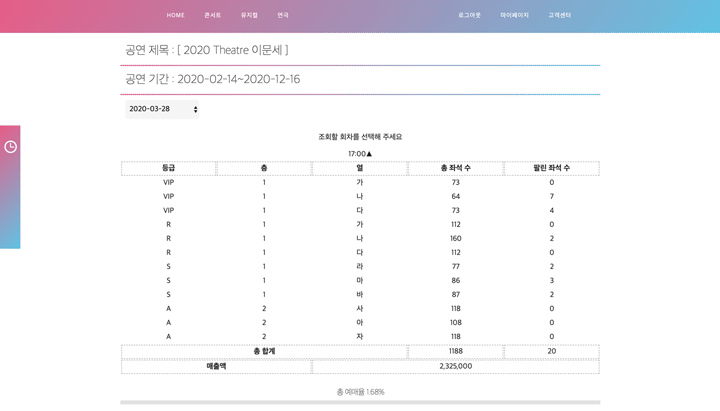 HOME 콘서트 뮤지컬 연극 로그아웃 마이페이지 고객센터
공연 제목 : [ 2020 Theatre 이문세 ]
공연 기간 : 2020-02-14~2020-12-16
2020-03-28
조회할 회차를 선택해 주세요
17:00▲
등급 층 열 총 좌석 수 팔린 좌석 수
VIP 1 가 73 0
VIP 1 나 64 7
VIP 1 다 73 4
R 1 가 112 0
R 1 나 160 2
R 1 다 112 0
S 1 라 77 2
S 1 마 86 3
S 1 바 87 2
A 2 사 118 0
A 2 아 108 0
A 2 자 118 0
총 합계 1188 20
매출액 2,325,000
총 예매율 1.68%